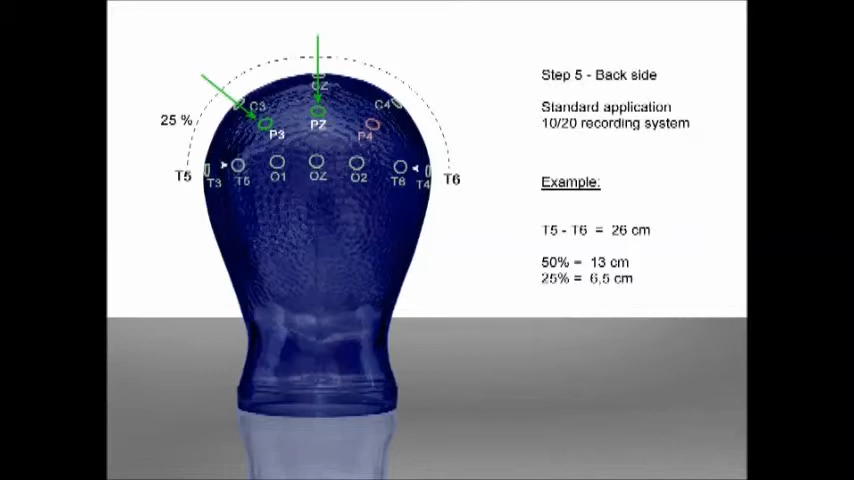 Step 5 - Back side
Standard application
10/20 recording system
Example:
T5 - T6 = 26 cm
50% = 13 cm
25% = 6,5 cm
25 %
CZ
C3
C4
P3
PZ
P4
T5
T3
T5
O1
OZ
O2
T6
T4
T6